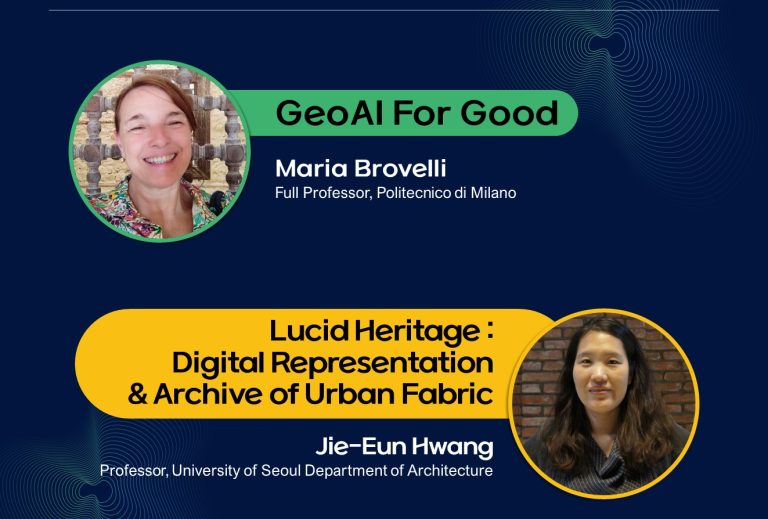 GeoAI For Good
Maria Brovelli
Full Professor, Politecnico di Milano
Lucid Heritage :
Digital Representation
& Archive of Urban Fabric
Jie-Eun Hwang
Professor, University of Seoul Department of Architecture